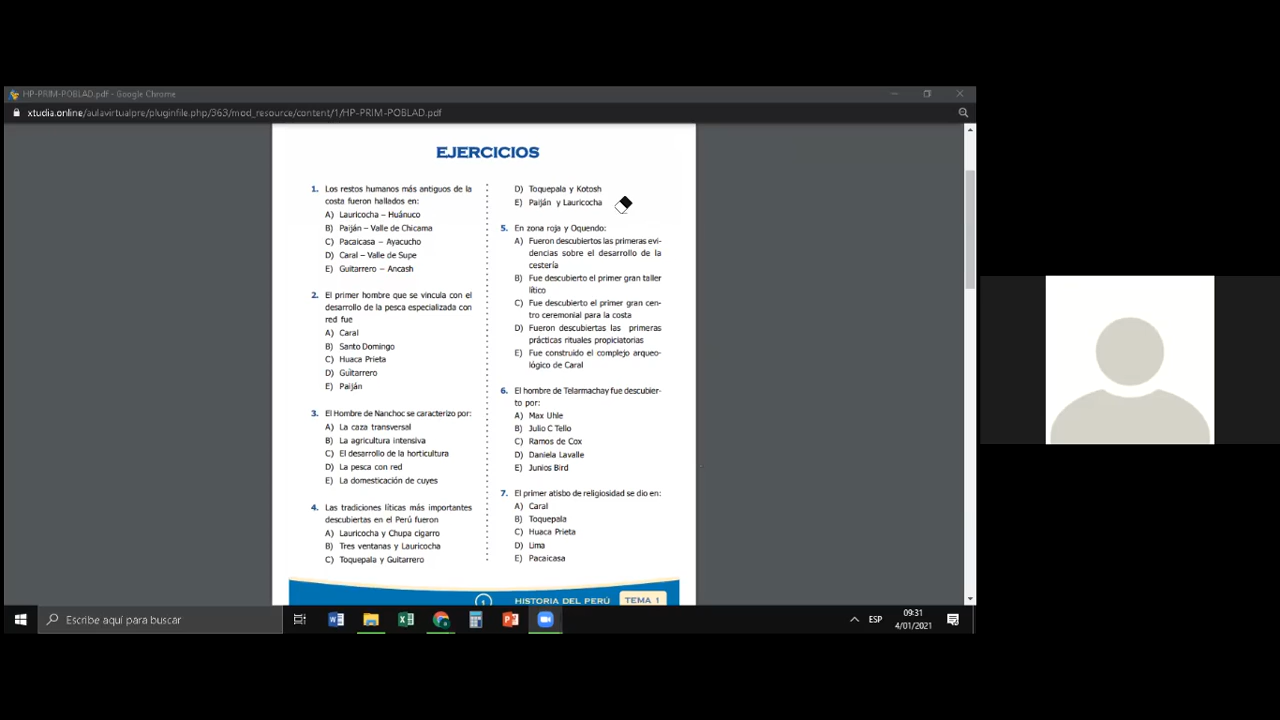 HP-PRIM-POBLAD.pdf - Google Chrome
xtudia.online/aulavirtualpre/pluginfile.php/363/mod_resource/content/1/HP-PRIM-POBLAD.pdf
EJERCICIOS
1. Los restos humanos más antiguos de la
costa fueron hallados en:
A) Lauricocha – Huánuco
B) Paiján – Valle de Chicama
C) Pacaicasa – Ayacucho
D) Caral – Valle de Supe
E) Guitarrero – Ancash
2. El primer hombre que se vincula con el
desarrollo de la pesca especializada con
red fue
A) Caral
B) Santo Domingo
C) Huaca Prieta
D) Guitarrero
E) Paiján
3. El Hombre de Nanchoc se caracterizo por:
A) La caza transversal
B) La agricultura intensiva
C) El desarrollo de la horticultura
D) La pesca con red
E) La domesticación de cuyes
4. Las tradiciones líticas más importantes
descubiertas en el Perú fueron
A) Lauricocha y Chupa cigarro
B) Tres ventanas y Lauricocha
C) Toquepala y Guitarrero
D) Toquepala y Kotosh
E) Paiján y Lauricocha
5. En zona roja y Oquendo:
A) Fueron descubiertos las primeras evi-
dencias sobre el desarrollo de la
cestería
B) Fue descubierto el primer gran taller
lítico
C) Fue descubierto el primer gran cen-
tro ceremonial para la costa
D) Fueron descubiertas las primeras
prácticas rituales propiciatorias
E) Fue construido el complejo arqueo-
lógico de Caral
6. El hombre de Telarmachay fue descubier-
to por:
A) Max Uhle
B) Julio C Tello
C) Ramos de Cox
D) Daniela Lavalle
E) Junios Bird
7. El primer atisbo de religiosidad se dio en:
A) Caral
B) Toquepala
C) Huaca Prieta
D) Lima
E) Pacaicasa
1 HISTORIA DEL PERÚ TEMA 1
Escribe aquí para buscar
ESP
09:31
4/01/2021